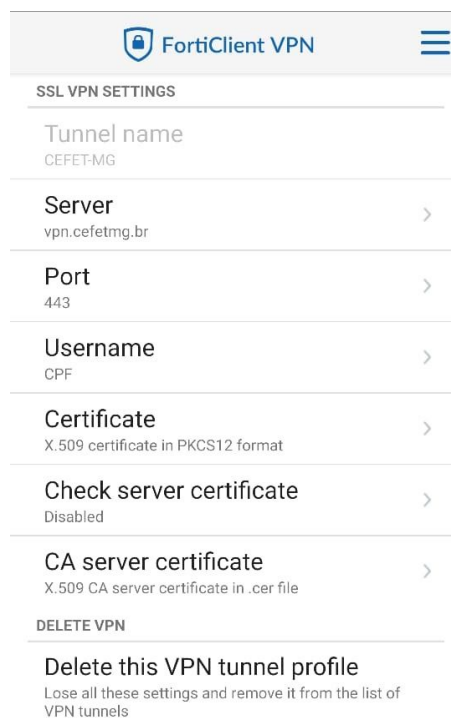 FortiClient VPN
SSL VPN SETTINGS
Tunnel name
CEFET-MG
Server
vpn.cefetmg.br
Port
443
Username
CPF
Certificate
X.509 certificate in PKCS12 format
Check server certificate
Disabled
CA server certificate
X.509 CA server certificate in .cer file
DELETE VPN
Delete this VPN tunnel profile
Lose all these settings and remove it from the list of
VPN tunnels